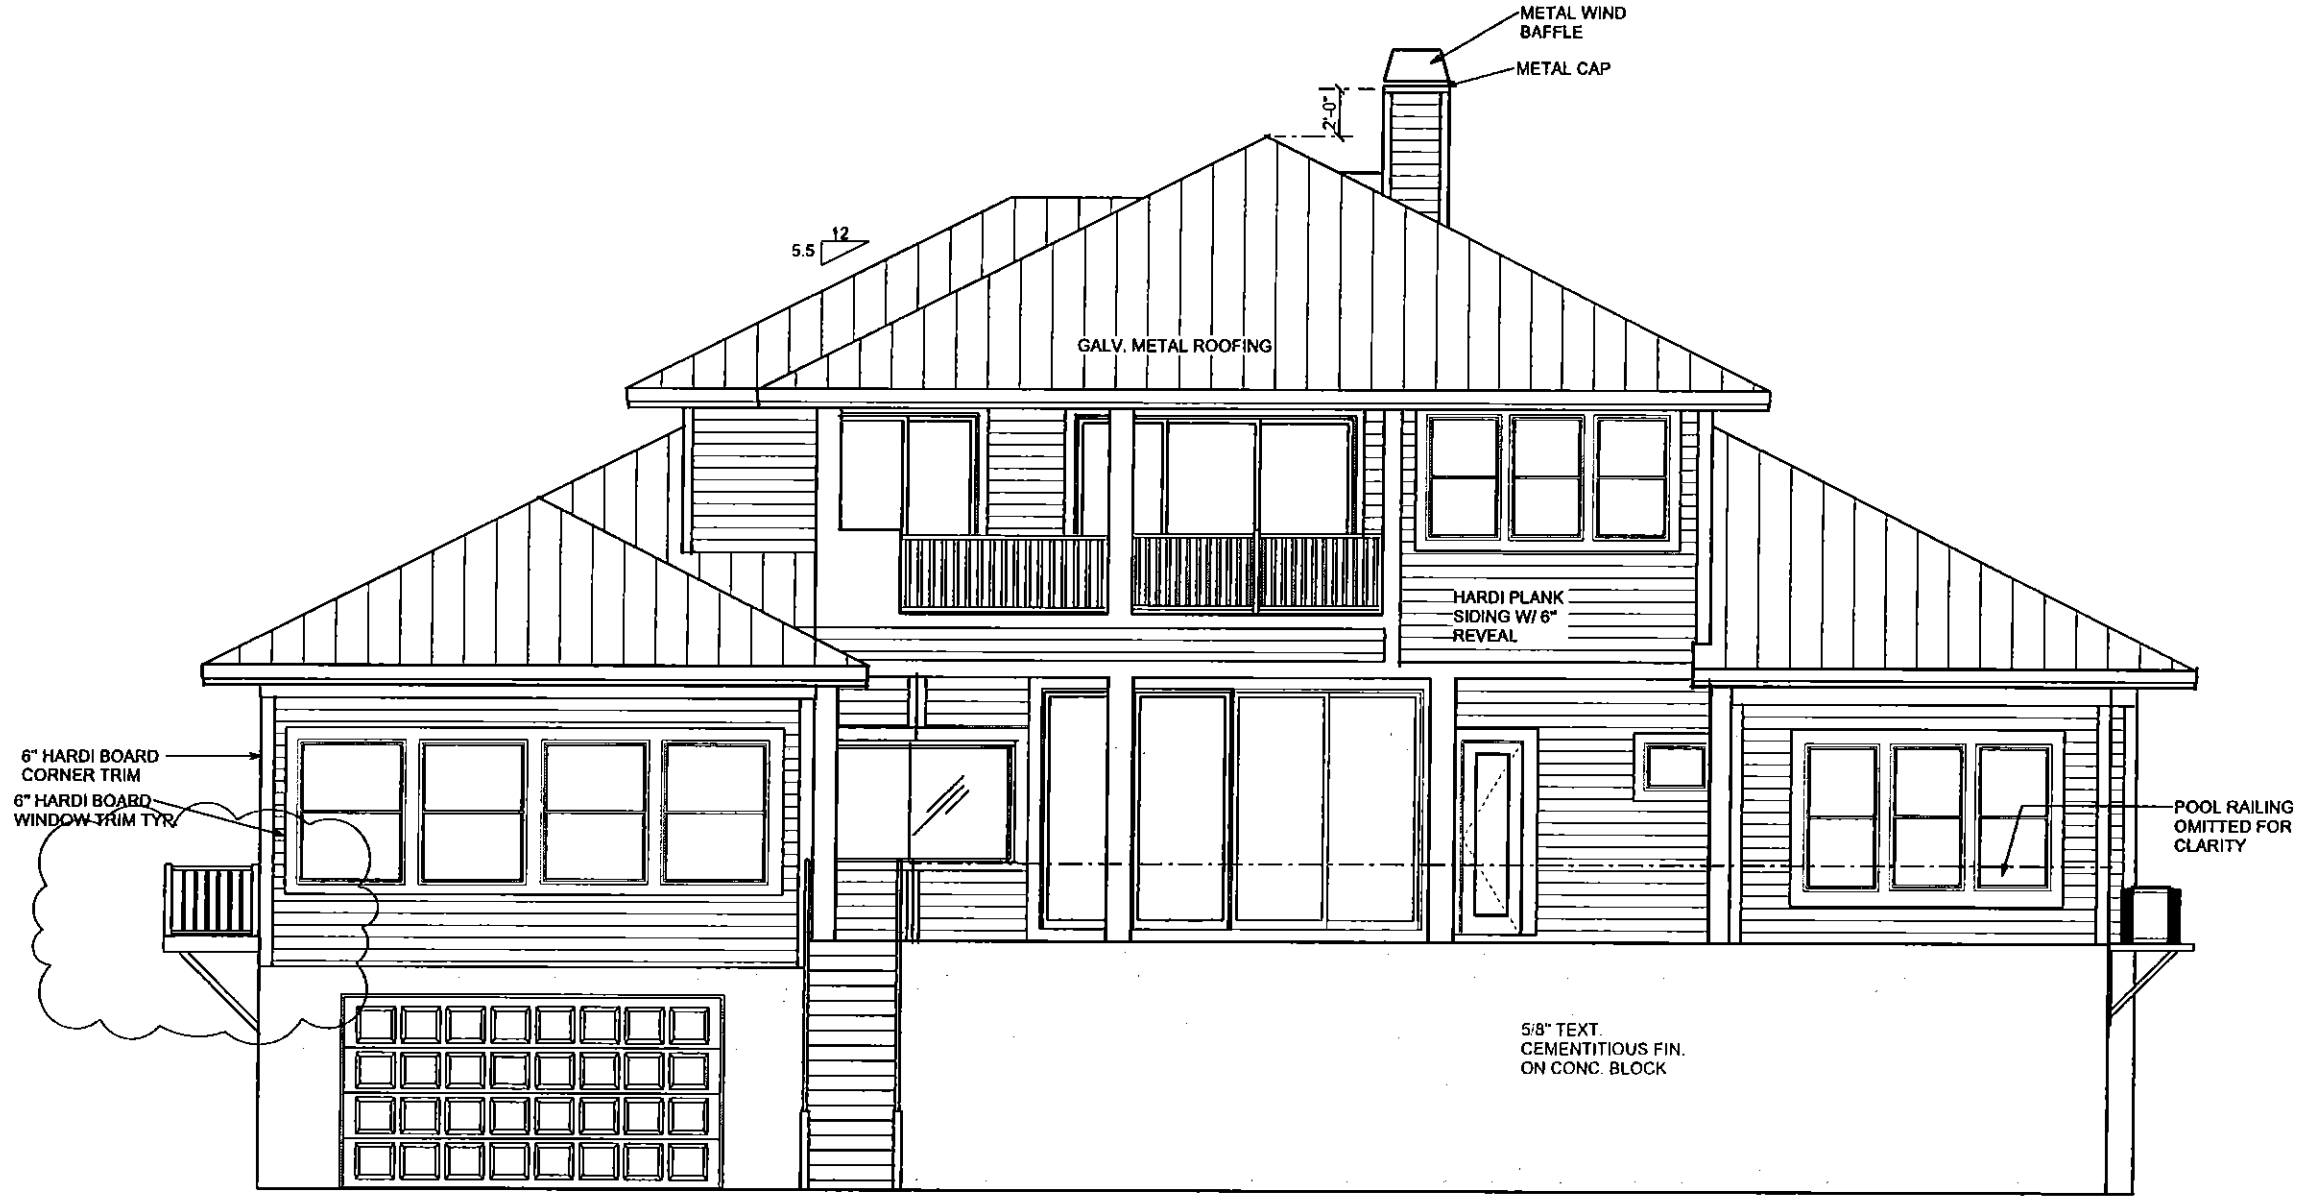 METAL WIND
BAFFLE
METAL CAP
2'-0"
12
5.5
GALV. METAL ROOFING
HARDI PLANK
SIDING W/ 6"
REVEAL
6" HARDI BOARD
CORNER TRIM
6" HARDI BOARD
WINDOW TRIM TYP.
POOL RAILING
OMITTED FOR
CLARITY
5/8" TEXT.
CEMENTITIOUS FIN.
ON CONC. BLOCK